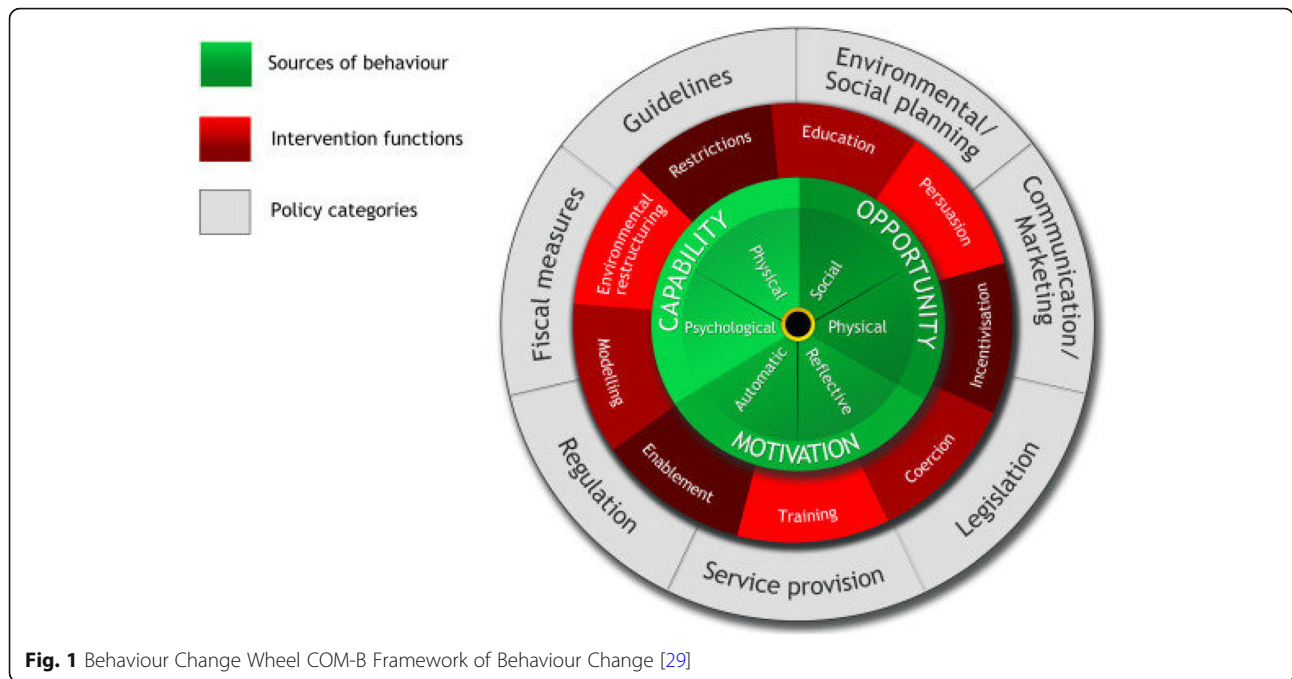 Sources of behaviour
Intervention functions
Policy categories
Guidelines
Environmental/
Social planning
Communication/
Marketing
Legislation
Service provision
Regulation
Fiscal measures
Restrictions
Education
Persuasion
Incentivisation
Coercion
Training
Enablement
Modelling
Environmental
restructuring
CAPABILITY
OPPORTUNITY
MOTIVATION
Physical
Social
Physical
Reflective
Automatic
Psychological
Fig. 1 Behaviour Change Wheel COM-B Framework of Behaviour Change [29]